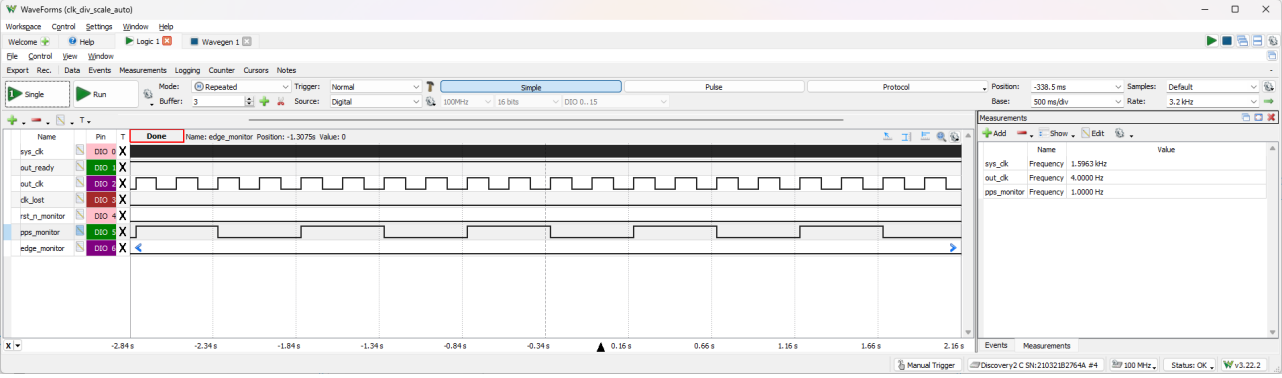 WaveForms (clk_div_scale_auto)
Workspace Control Settings Window Help
Welcome Help Logic 1 Wavegen 1
File Control View Window
Export Rec. Data Events Measurements Logging Counter Cursors Notes
Single Run Mode: Repeated Trigger: Normal Simple Pulse Protocol Position: -338.5 ms Samples: Default
Buffer: 3 Source: Digital 100MHz 16 bits DIO 0...15 Base: 500 ms/div Rate: 3.2 kHz
Measurements
Add Show Edit
Name Pin T Done Name: edge_monitor Position: -1.3075s Value: 0
Name Value
sys_clk DIO 0 X
out_ready DIO 1 X
out_clk DIO 2 X
clk_lost DIO 3 X
rst_n_monitor DIO 4 X
pps_monitor DIO 5 X
edge_monitor DIO 6 X
sys_clk Frequency 1.5963 kHz
out_clk Frequency 4.0000 Hz
pps_monitor Frequency 1.0000 Hz
X -2.84 s -2.34 s -1.84 s -1.34 s -0.84 s -0.34 s 0.16 s 0.66 s 1.16 s 1.66 s 2.16 s
Events Measurements
Manual Trigger Discovery2 C SN:210321B2764A #4 100 MHz Status: OK v3.22.2